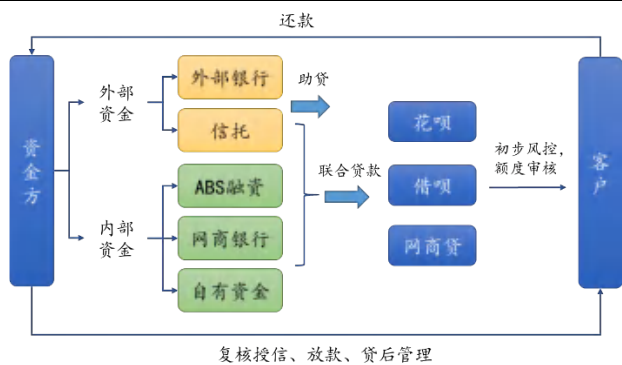 还款
资金方
外部
资金
内部
资金
外部银行
信托
ABS融资
网商银行
自有资金
助贷
联合贷款
花呗
借呗
网商贷
初步风控，
额度审核
客户
复核授信、放款、贷后管理